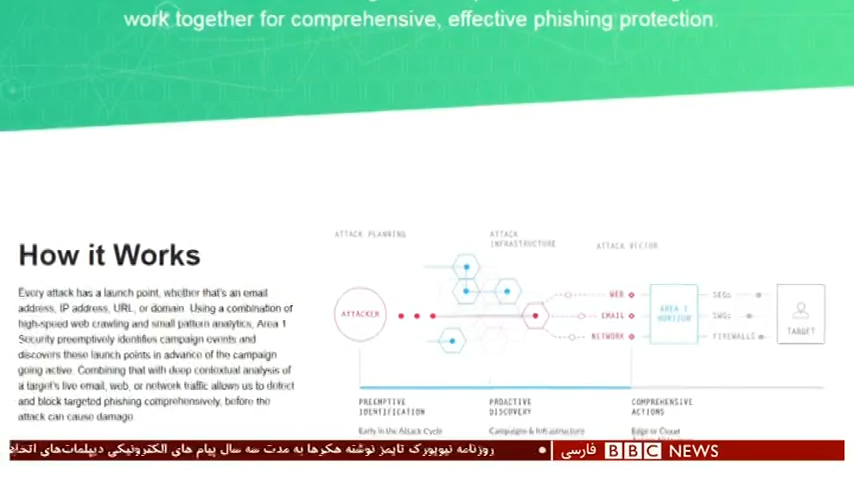 work together for comprehensive, effective phishing protection
How it Works
Every attack has a launch point, whether that's an email
address, IP address, URL, or domain. Using a combination of
high-speed web crawling and small pattern analytics, Area 1
Security preemptively identifies campaign events and
discovers these launch points in advance of the campaign
going active. Combining that with deep contextual analysis of
a target's live email, web, or network traffic allows us to detect
and block targeted phishing comprehensively, before the
attack can cause damage
ATTACK PLANNING
ATTACK
INFRASTRUCTURE
ATTACK VECTOR
ATTACKER
WEB
EMAIL
NETWORK
AREA 1
HORIZON
SEGs
SWGs
FIREWALLS
TARGET
PREEMPTIVE
IDENTIFICATION
PROACTIVE
DISCOVERY
COMPREHENSIVE
ACTIONS
Early in the Attack Cycle
Campaigns & Infrastructure
Edge or Cloud
روزنامه نیویورک تایمز نوشته هکرها به مدت سه سال پیام های الکترونیکی دیپلمات‌های
BBC NEWS فارسی